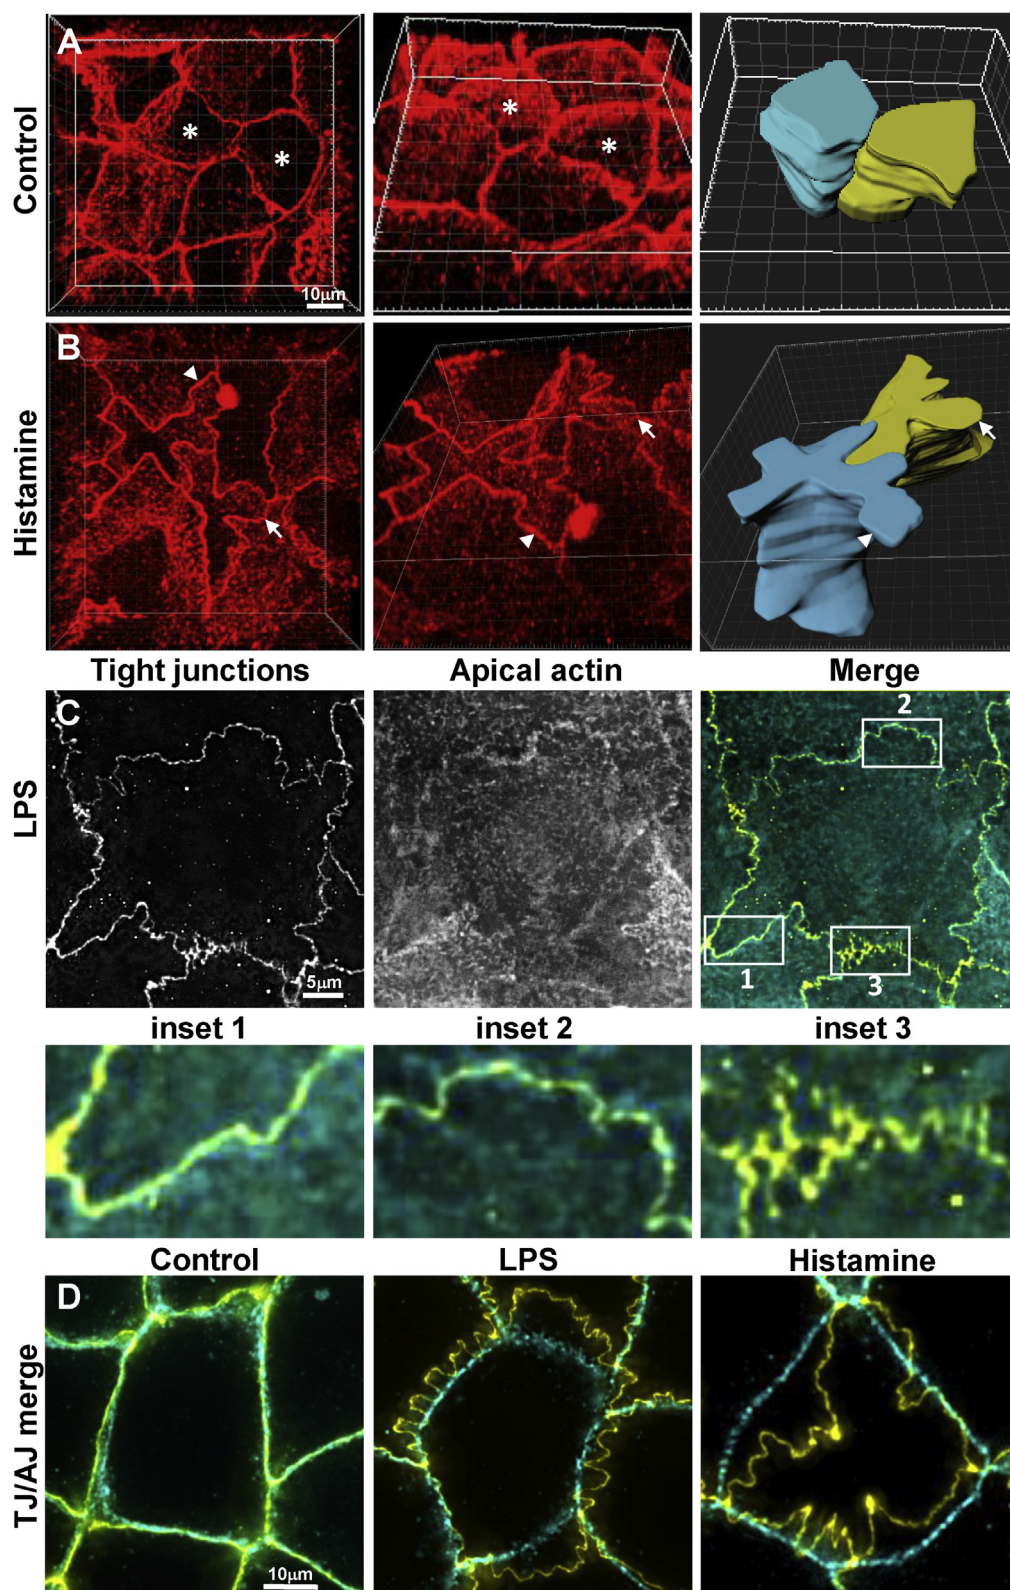 A
Control
*
*
*
*
10μm
B
Histamine
Tight junctions
Apical actin
Merge
C
LPS
2
1
3
5μm
inset 1
inset 2
inset 3
Control
LPS
Histamine
D
TJ/AJ merge
10μm